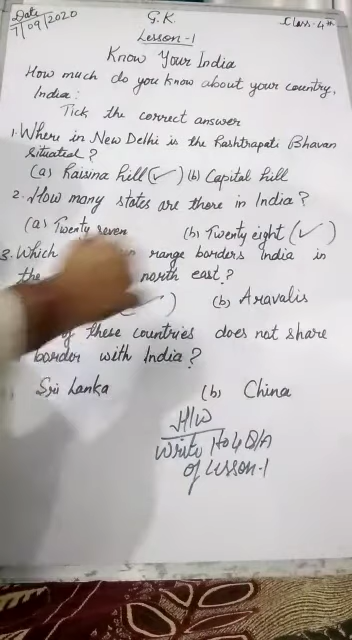 Date
7/09/2020
G.K.
Class-4th
Lesson-1
Know Your India
How much do you know about your country,
India:
Tick the correct answer
1. Where in New Delhi is the Rashtrapati Bhavan
situated?
(a) Raisina hill (✓) (b) Capital hill
2. How many states are there in India?
(a) Twenty seven (b) Twenty eight (✓)
3. Which range borders India in
the north east?
) (b) Aravalis
these countries does not share
border with India?
Sri Lanka (b) China
H/W
Write 1 to 4 Q/A
of Lesson-1